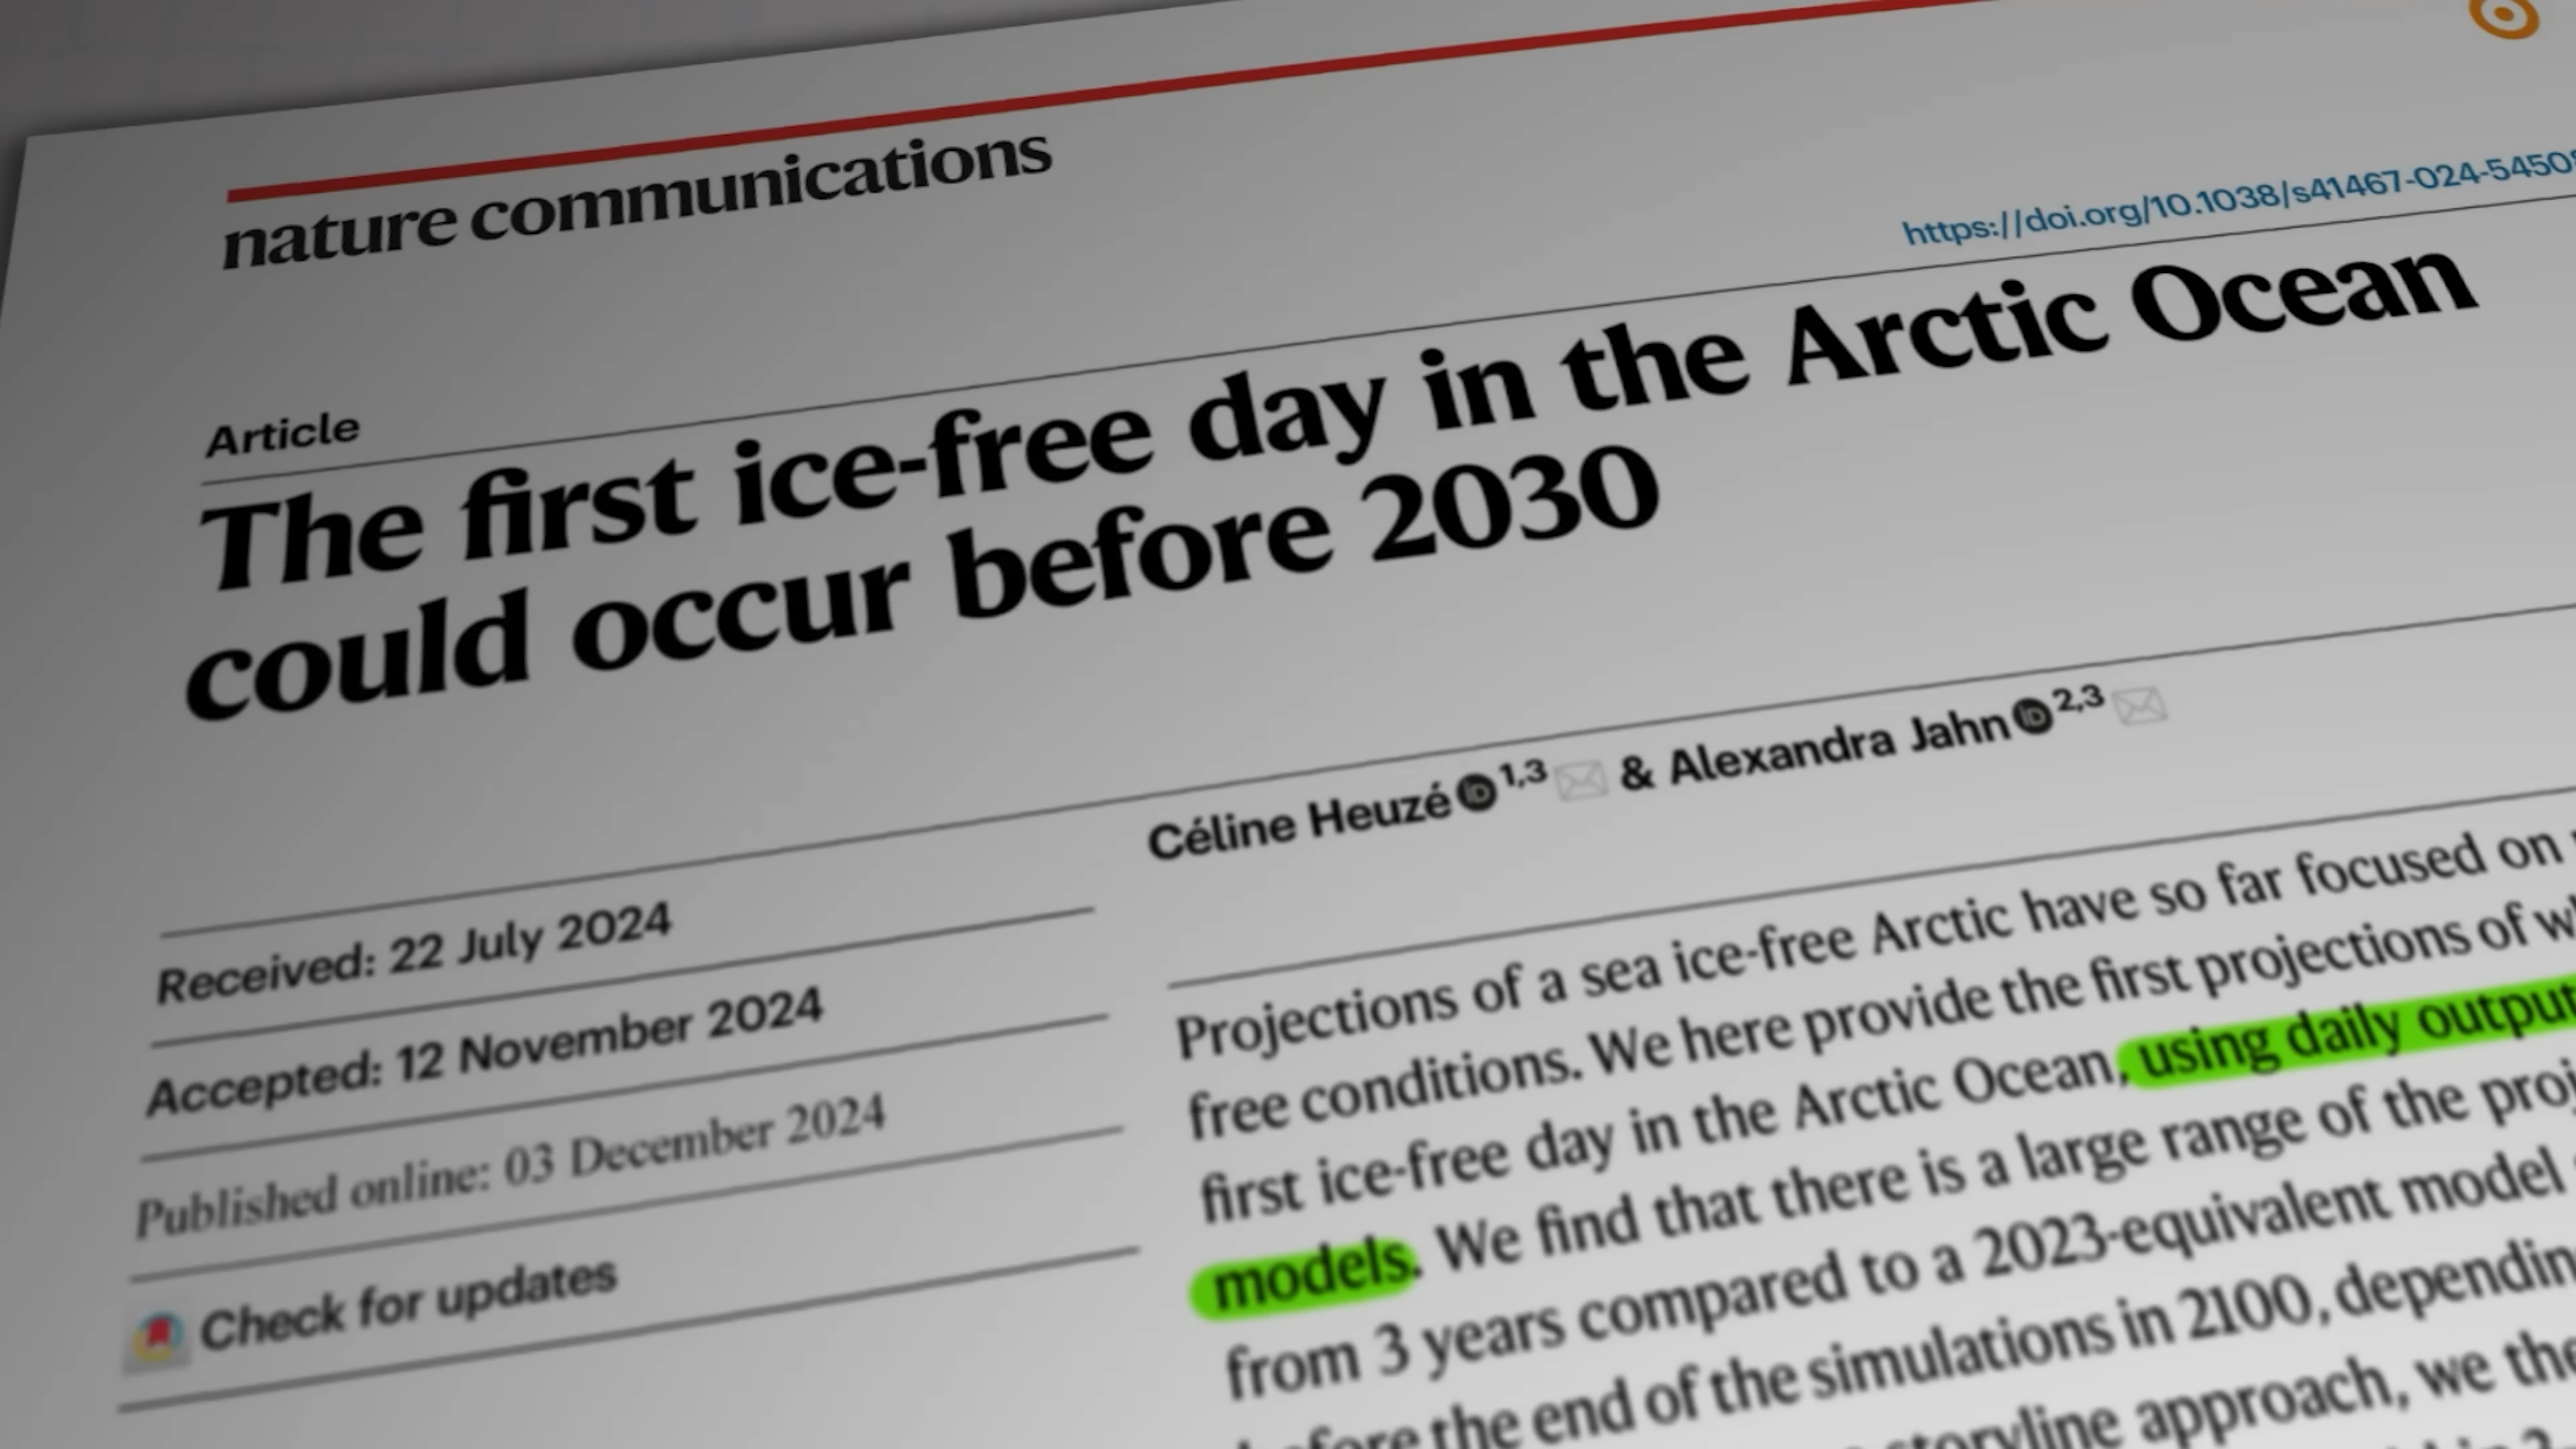 nature communications
https://doi.org/10.1038/s41467-024-5450
Article
The first ice-free day in the Arctic Ocean
could occur before 2030
Céline Heuzé 1,3 & Alexandra Jahn 2,3
Received: 22 July 2024
Accepted: 12 November 2024
Published online: 03 December 2024
Check for updates
Projections of a sea ice-free Arctic have so far focused on
free conditions. We here provide the first projections of
first ice-free day in the Arctic Ocean, using daily output
models. We find that there is a large range of the
from 3 years compared to a 2023-equivalent model
before the end of the simulations in 2100,
storyline approach, we